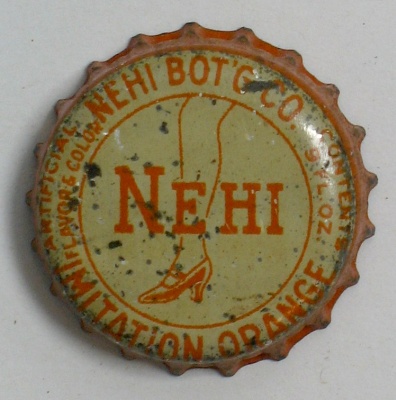 NEHI BOT'G CO.
ARTIFICIAL
FLAVOR & COLOR
NEHI
CONTENTS
9 FL. OZ.
IMITATION ORANGE